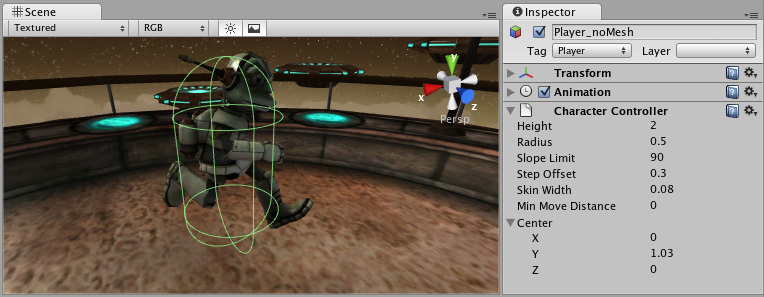 Scene
Textured RGB
y
x
z
Persp
Inspector
Player_noMesh
Tag Player Layer
Transform
Animation
Character Controller
Height 2
Radius 0.5
Slope Limit 90
Step Offset 0.3
Skin Width 0.08
Min Move Distance 0
Center
X 0
Y 1.03
Z 0